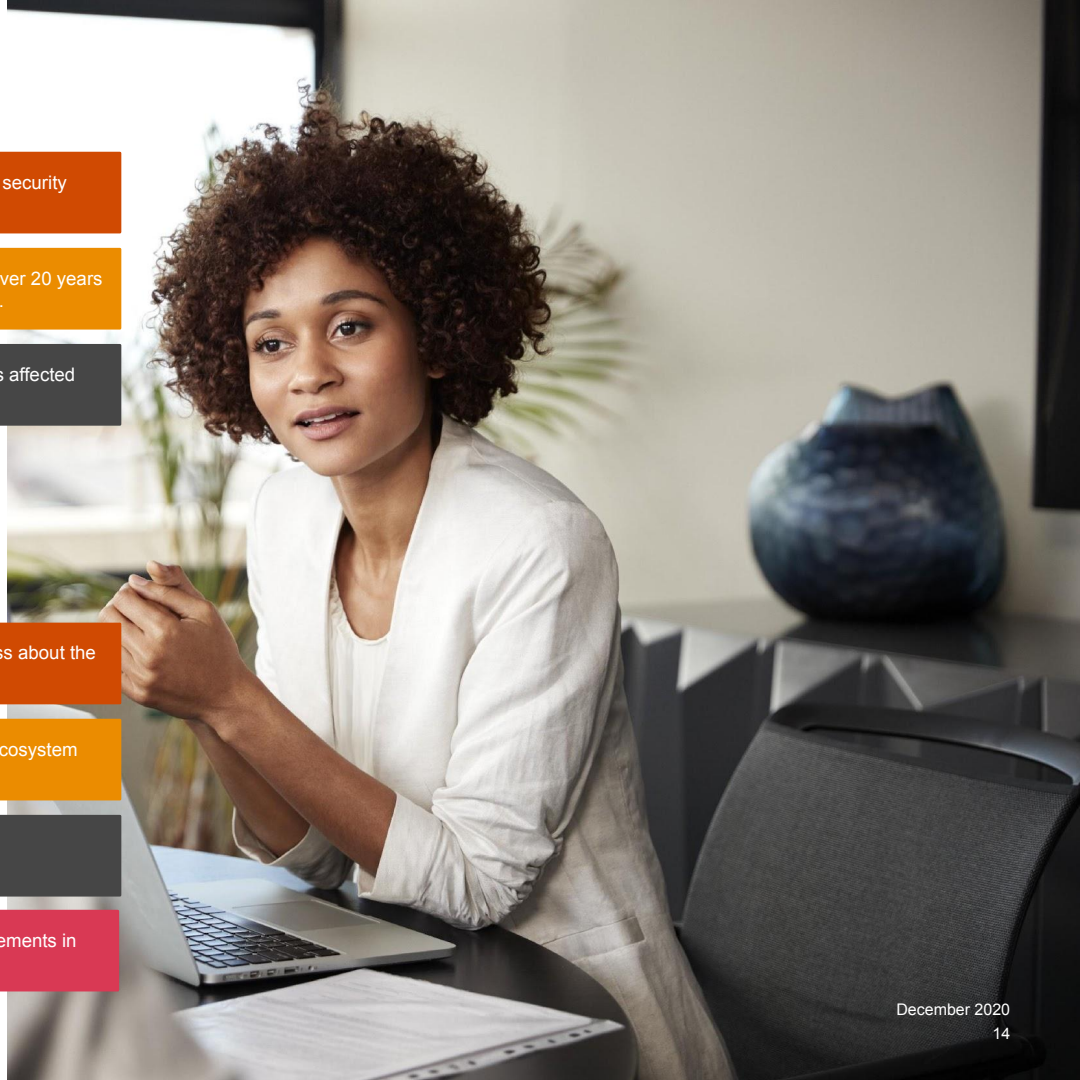 security
ver 20 years
s affected
ss about the
cosystem
ements in
December 2020
14